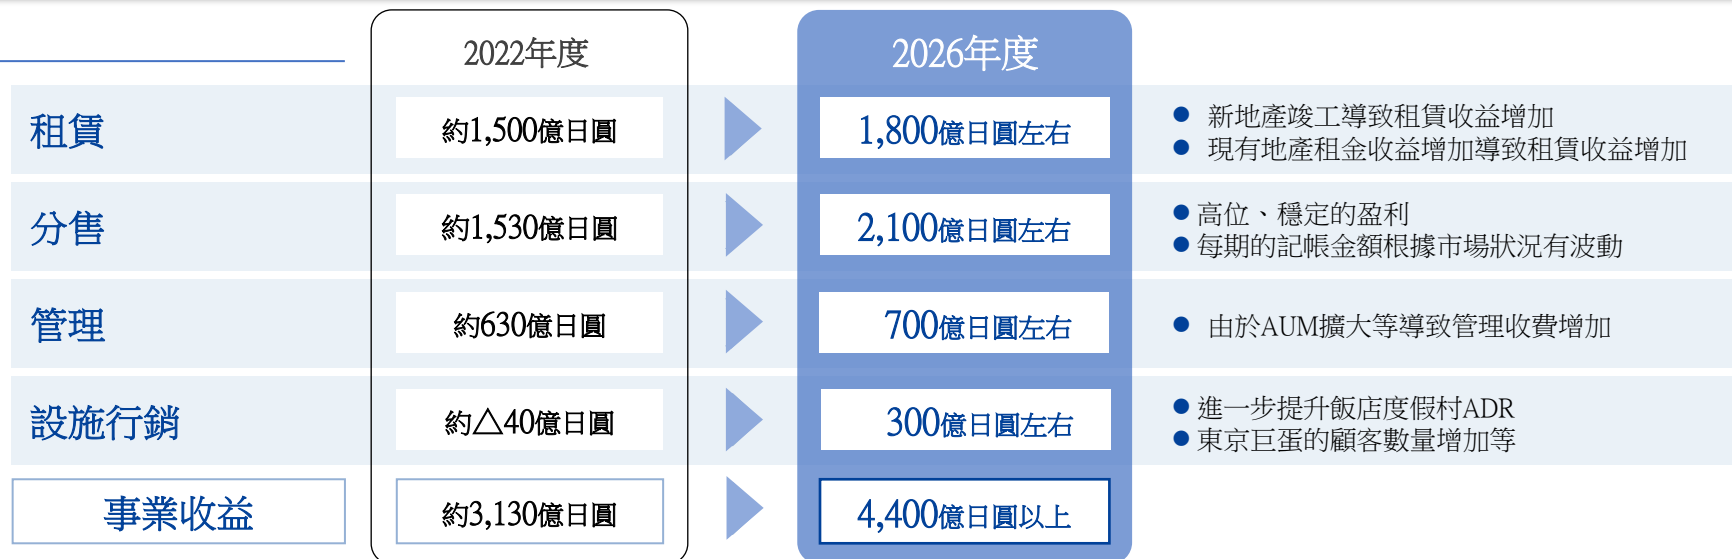 2022年度
2026年度
租賃
約1,500億日圓
1,800億日圓左右
● 新地產竣工導致租賃收益增加
● 現有地產租金收益增加導致租賃收益增加
分售
約1,530億日圓
2,100億日圓左右
● 高位、穩定的盈利
● 每期的記帳金額根據市場狀況有波動
管理
約630億日圓
700億日圓左右
● 由於AUM擴大等導致管理收費增加
設施行銷
約△40億日圓
300億日圓左右
● 進一步提升飯店度假村ADR
● 東京巨蛋的顧客數量增加等
事業收益
約3,130億日圓
4,400億日圓以上